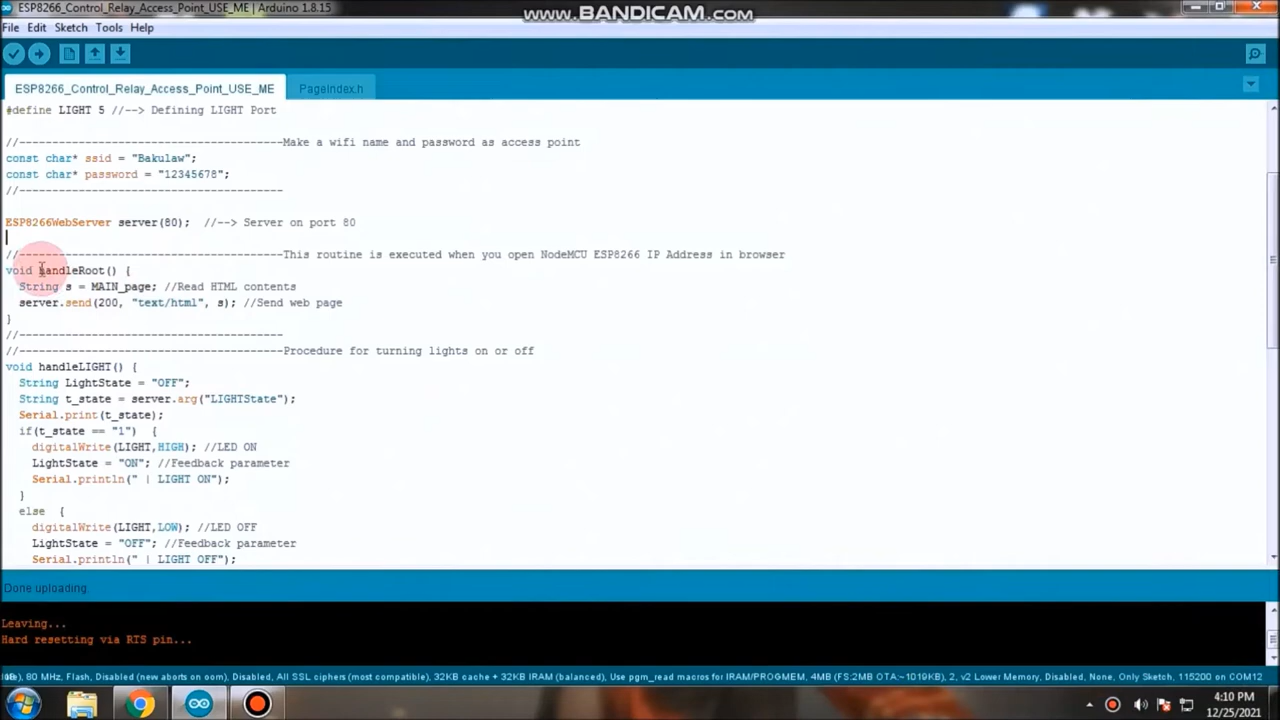 ESP8266_Control_Relay_Access_Point_USE_ME | Arduino 1.8.15
www.BANDICAM.com
File Edit Sketch Tools Help
ESP8266_Control_Relay_Access_Point_USE_ME PageIndex.h
#define LIGHT 5 //--> Defining LIGHT Port
//----------------------------------------Make a wifi name and password as access point
const char* ssid = "Bakulaw";
const char* password = "12345678";
//----------------------------------------
ESP8266WebServer server(80); //--> Server on port 80
//----------------------------------------This routine is executed when you open NodeMCU ESP8266 IP Address in browser
void handleRoot() {
String s = MAIN_page; //Read HTML contents
server.send(200, "text/html", s); //Send web page
}
//----------------------------------------
//----------------------------------------Procedure for turning lights on or off
void handleLIGHT() {
String LightState = "OFF";
String t_state = server.arg("LIGHTState");
Serial.print(t_state);
if(t_state == "1") {
digitalWrite(LIGHT,HIGH); //LED ON
LightState = "ON"; //Feedback parameter
Serial.println(" | LIGHT ON");
}
else {
digitalWrite(LIGHT,LOW); //LED OFF
LightState = "OFF"; //Feedback parameter
Serial.println(" | LIGHT OFF");
Done uploading.
Leaving...
Hard resetting via RTS pin...
80 MHz, Flash, Disabled (new aborts on oom), Disabled, All SSL ciphers (most compatible), 32KB cache + 32KB IRAM (balanced), Use pgm_read macros for IRAM/PROGMEM, 4MB (FS:2MB OTA:~1019KB), 2, v2 Lower Memory, Disabled, None, Only Sketch, 115200 on COM12
4:10 PM
12/25/2021